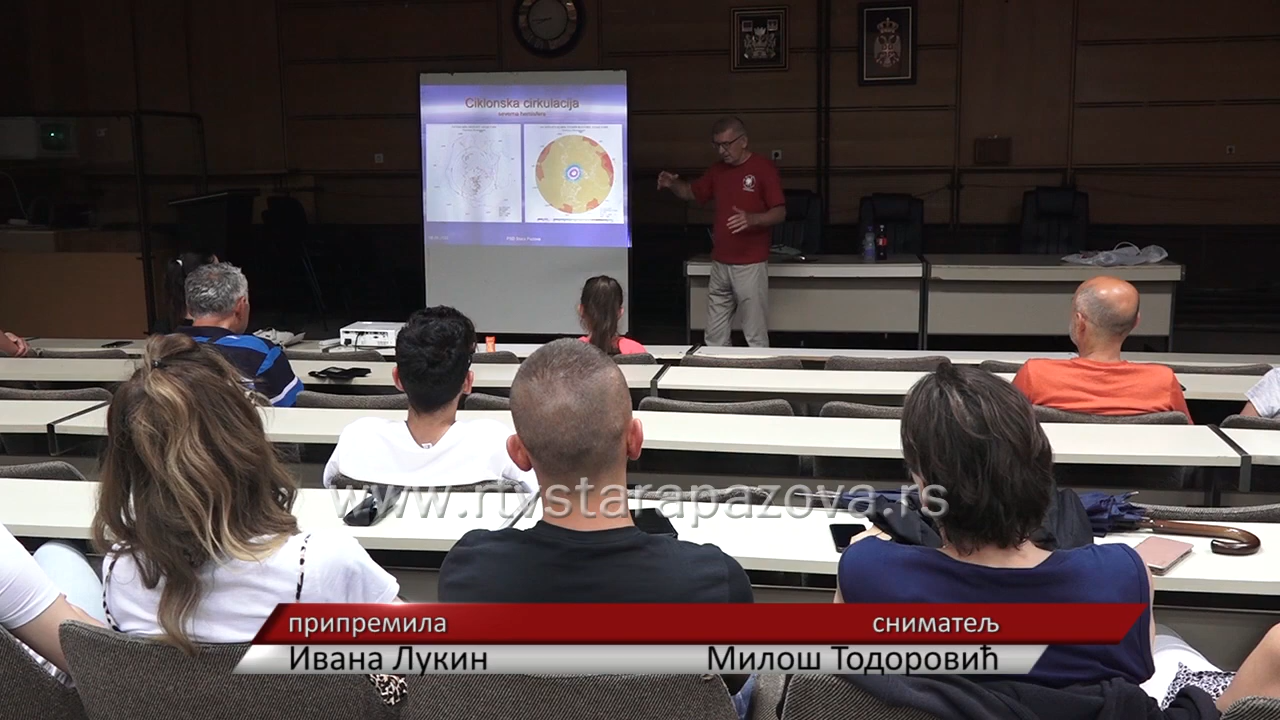 Ciklonska cirkulacija
severna hemisfera
www.rtvstarapazova.rs
припремила
сниматељ
Ивана Лукин
Милош Тодоровић